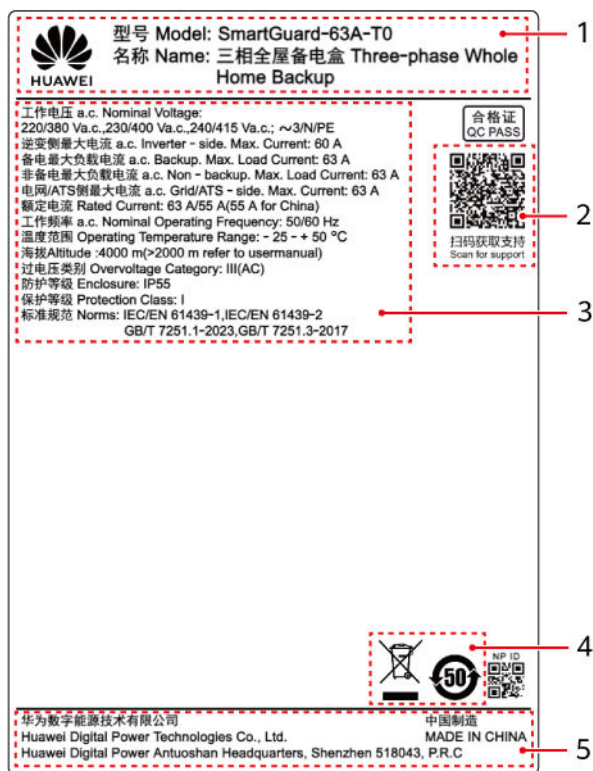 HUAWEI
型号 Model: SmartGuard-63A-T0
名称 Name: 三相全屋备电盒 Three-phase Whole
Home Backup
1
工作电压 a.c. Nominal Voltage:
220/380 Va.c.,230/400 Va.c.,240/415 Va.c.; ～3/N/PE
逆变侧最大电流 a.c. Inverter - side. Max. Current: 60 A
备电最大负载电流 a.c. Backup. Max. Load Current: 63 A
非备电最大负载电流 a.c. Non - backup. Max. Load Current: 63 A
电网/ATS侧最大电流 a.c. Grid/ATS - side. Max. Current: 63 A
额定电流 Rated Current: 63 A/55 A(55 A for China)
工作频率 a.c. Nominal Operating Frequency: 50/60 Hz
温度范围 Operating Temperature Range: - 25 - + 50 °C
海拔Altitude :4000 m(>2000 m refer to usermanual)
过电压类别 Overvoltage Category: III(AC)
防护等级 Enclosure: IP55
保护等级 Protection Class: I
标准规范 Norms: IEC/EN 61439-1,IEC/EN 61439-2
GB/T 7251.1-2023,GB/T 7251.3-2017
合格证
QC PASS
扫码获取支持
Scan for support
2
3
50
NP ID
4
华为数字能源技术有限公司
中国制造
Huawei Digital Power Technologies Co., Ltd.
MADE IN CHINA
Huawei Digital Power Antuoshan Headquarters, Shenzhen 518043, P.R.C
5